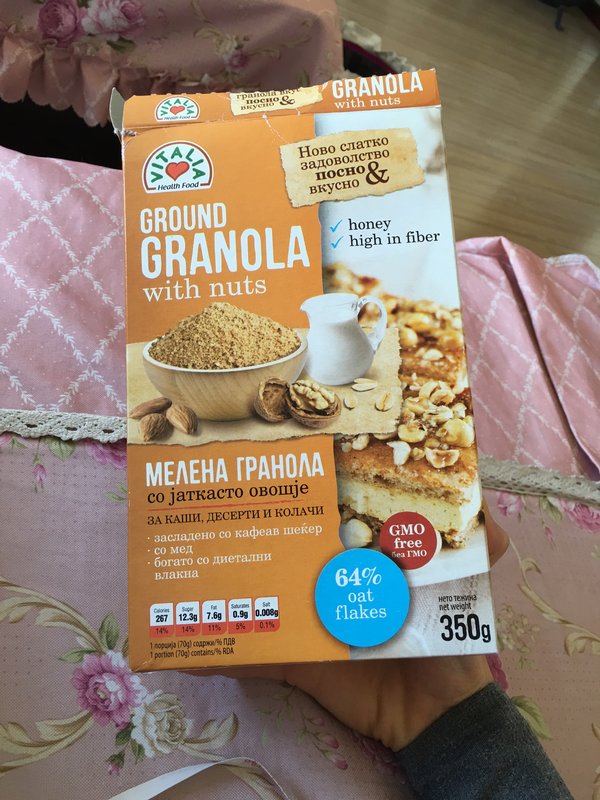 гранола вкус
посно &
вкусно
GRANOLA
with nuts
VITALIA
Health Food
VITALIA
Health Food
Ново слатко
задоволство
посно &
вкусно
GROUND
GRANOLA
with nuts
✓ honey
✓ high in fiber
МЕЛЕНА ГРАНОЛА
со јаткасто овошје
ЗА КАШИ, ДЕСЕРТИ И КОЛАЧИ
· засладено со кафеав шеќер
· со мед
· богато со диетални
влакна
GMO
free
без ГМО
64%
oat
flakes
Calories Sugar Fat Saturates Salt
267 12.3g 7.6g 0.9g 0.008g
14% 14% 11% 5% 0.1%
1 порција (70g) содржи/% ПДВ
1 portion (70g) contains/% RDA
нето тежина
net weight
350g